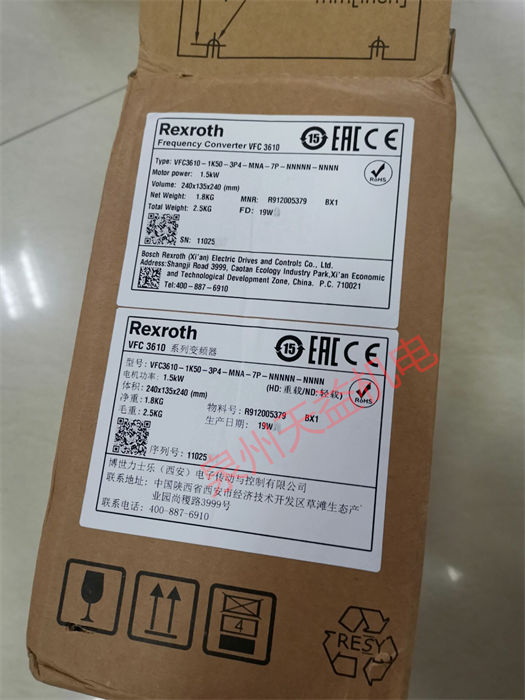 mm[inch]
Rexroth
Frequency Converter VFC 3610
15 EAC CE
Type: VFC3610-1K50-3P4-MNA-7P-NNNNN-NNNN
Motor power: 1.5kW
Volume: 240x135x240 (mm)
Net Weight: 1.8KG MNR: R912005379 BX1
Total Weight: 2.5KG FD: 19W
RoHS
SN: 11025
Bosch Rexroth (Xi'an) Electric Drives and Controls Co., Ltd.
Address:Shangji Road 3999, Caotan Ecology Industry Park,Xi'an Economic
and Technological Development Zone, China. P.C. 710021
Tel:400-887-6910
Rexroth
VFC 3610 系列变频器
15 EAC CE
型号: VFC3610-1K50-3P4-MNA-7P-NNNNN-NNNN
电机功率: 1.5kW (HD: 重载/ND: 轻载)
体积: 240x135x240 (mm)
净重: 1.8KG 物料号: R912005379 BX1
毛重: 2.5KG 生产日期: 19W
RoHS
序列号: 11025
博世力士乐（西安）电子传动与控制有限公司
联系地址: 中国陕西省西安市经济技术开发区草滩生态产
业园尚稷路3999号
联系电话: 400-887-6910
泉州天益机电
4
RESY